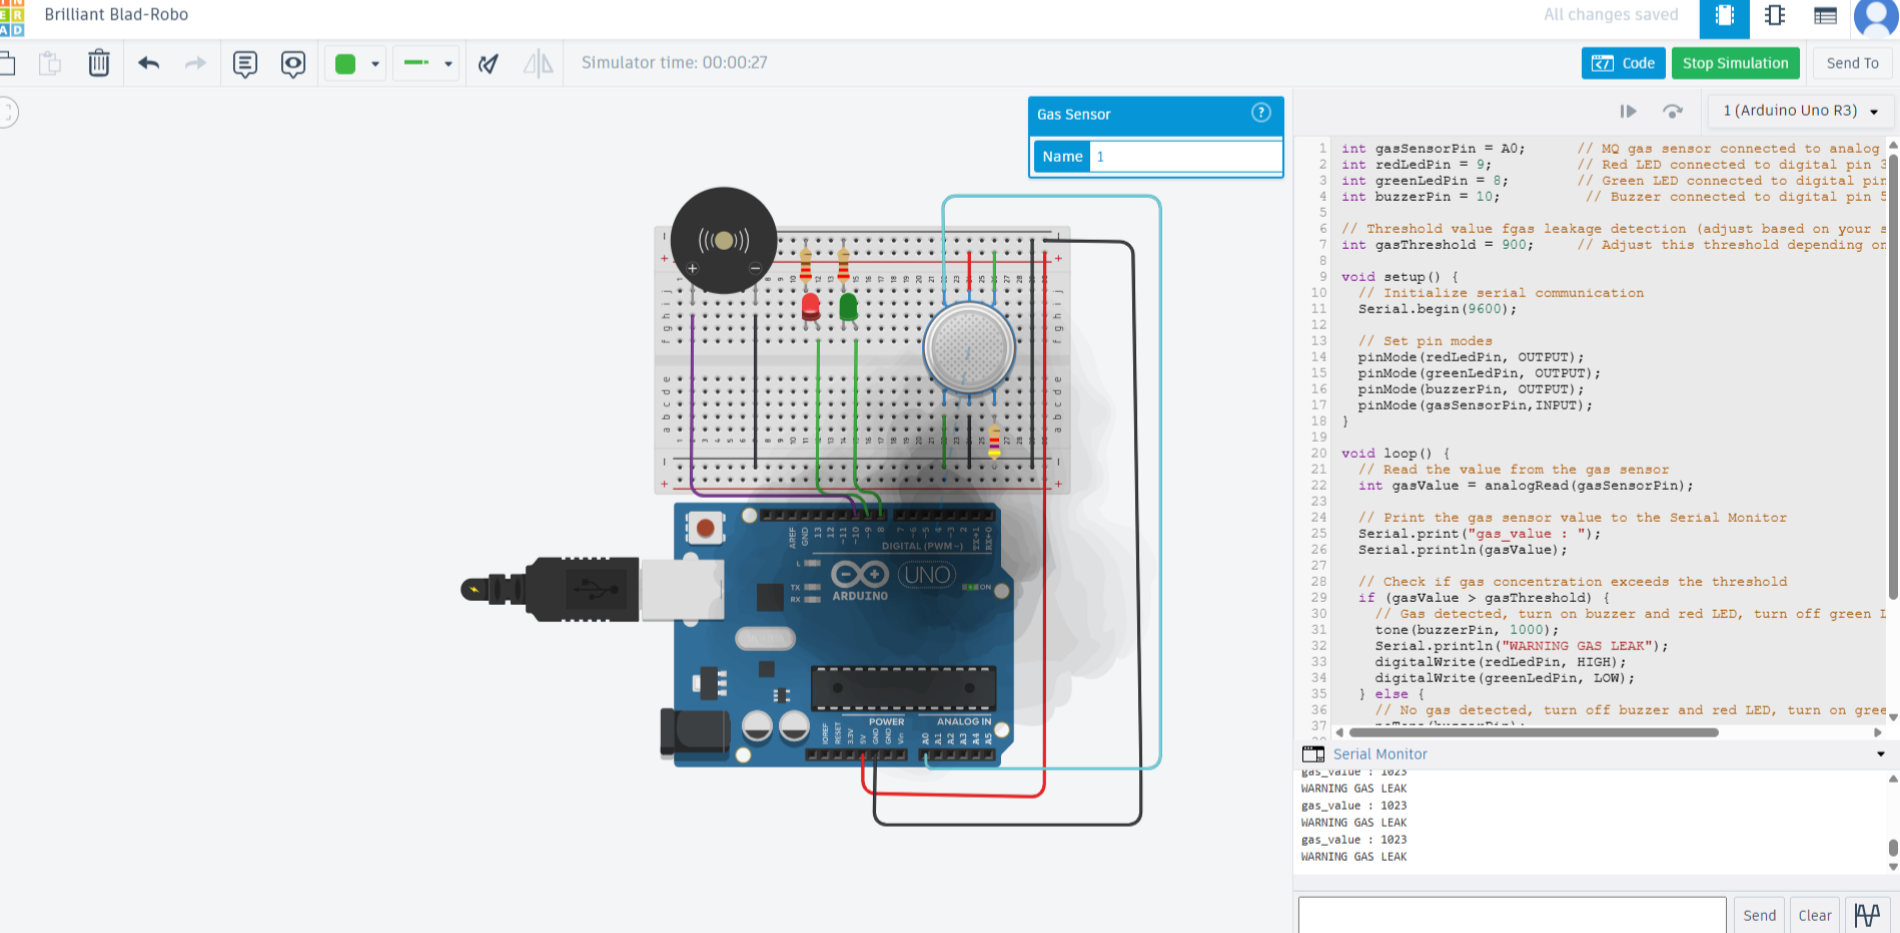 Brilliant Blad-Robo
All changes saved
Simulator time: 00:00:27
Code
Stop Simulation
Send To
Gas Sensor
?
Name
1
1 (Arduino Uno R3)
1 int gasSensorPin = A0; // MQ gas sensor connected to analog
2 int redLedPin = 9; // Red LED connected to digital pin 3
3 int greenLedPin = 8; // Green LED connected to digital pin
4 int buzzerPin = 10; // Buzzer connected to digital pin 5
5
6 // Threshold value fgas leakage detection (adjust based on your s
7 int gasThreshold = 900; // Adjust this threshold depending on
8
9 void setup() {
10 // Initialize serial communication
11 Serial.begin(9600);
12
13 // Set pin modes
14 pinMode(redLedPin, OUTPUT);
15 pinMode(greenLedPin, OUTPUT);
16 pinMode(buzzerPin, OUTPUT);
17 pinMode(gasSensorPin,INPUT);
18 }
19
20 void loop() {
21 // Read the value from the gas sensor
22 int gasValue = analogRead(gasSensorPin);
23
24 // Print the gas sensor value to the Serial Monitor
25 Serial.print("gas_value : ");
26 Serial.println(gasValue);
27
28 // Check if gas concentration exceeds the threshold
29 if (gasValue > gasThreshold) {
30 // Gas detected, turn on buzzer and red LED, turn off green L
31 tone(buzzerPin, 1000);
32 Serial.println("WARNING GAS LEAK");
33 digitalWrite(redLedPin, HIGH);
34 digitalWrite(greenLedPin, LOW);
35 } else {
36 // No gas detected, turn off buzzer and red LED, turn on gree
37
Serial Monitor
gas_value : 1023
WARNING GAS LEAK
gas_value : 1023
WARNING GAS LEAK
gas_value : 1023
WARNING GAS LEAK
Send
Clear
AREF
GND
13
12
~11
~10
~9
8
7
~6
~5
4
~3
2
TX→1
RX←0
DIGITAL (PWM~)
L
TX
RX
ARDUINO
UNO
ON
POWER
ANALOG IN
IOREF
RESET
3.3V
5V
GND
GND
Vin
A0
A1
A2
A3
A4
A5